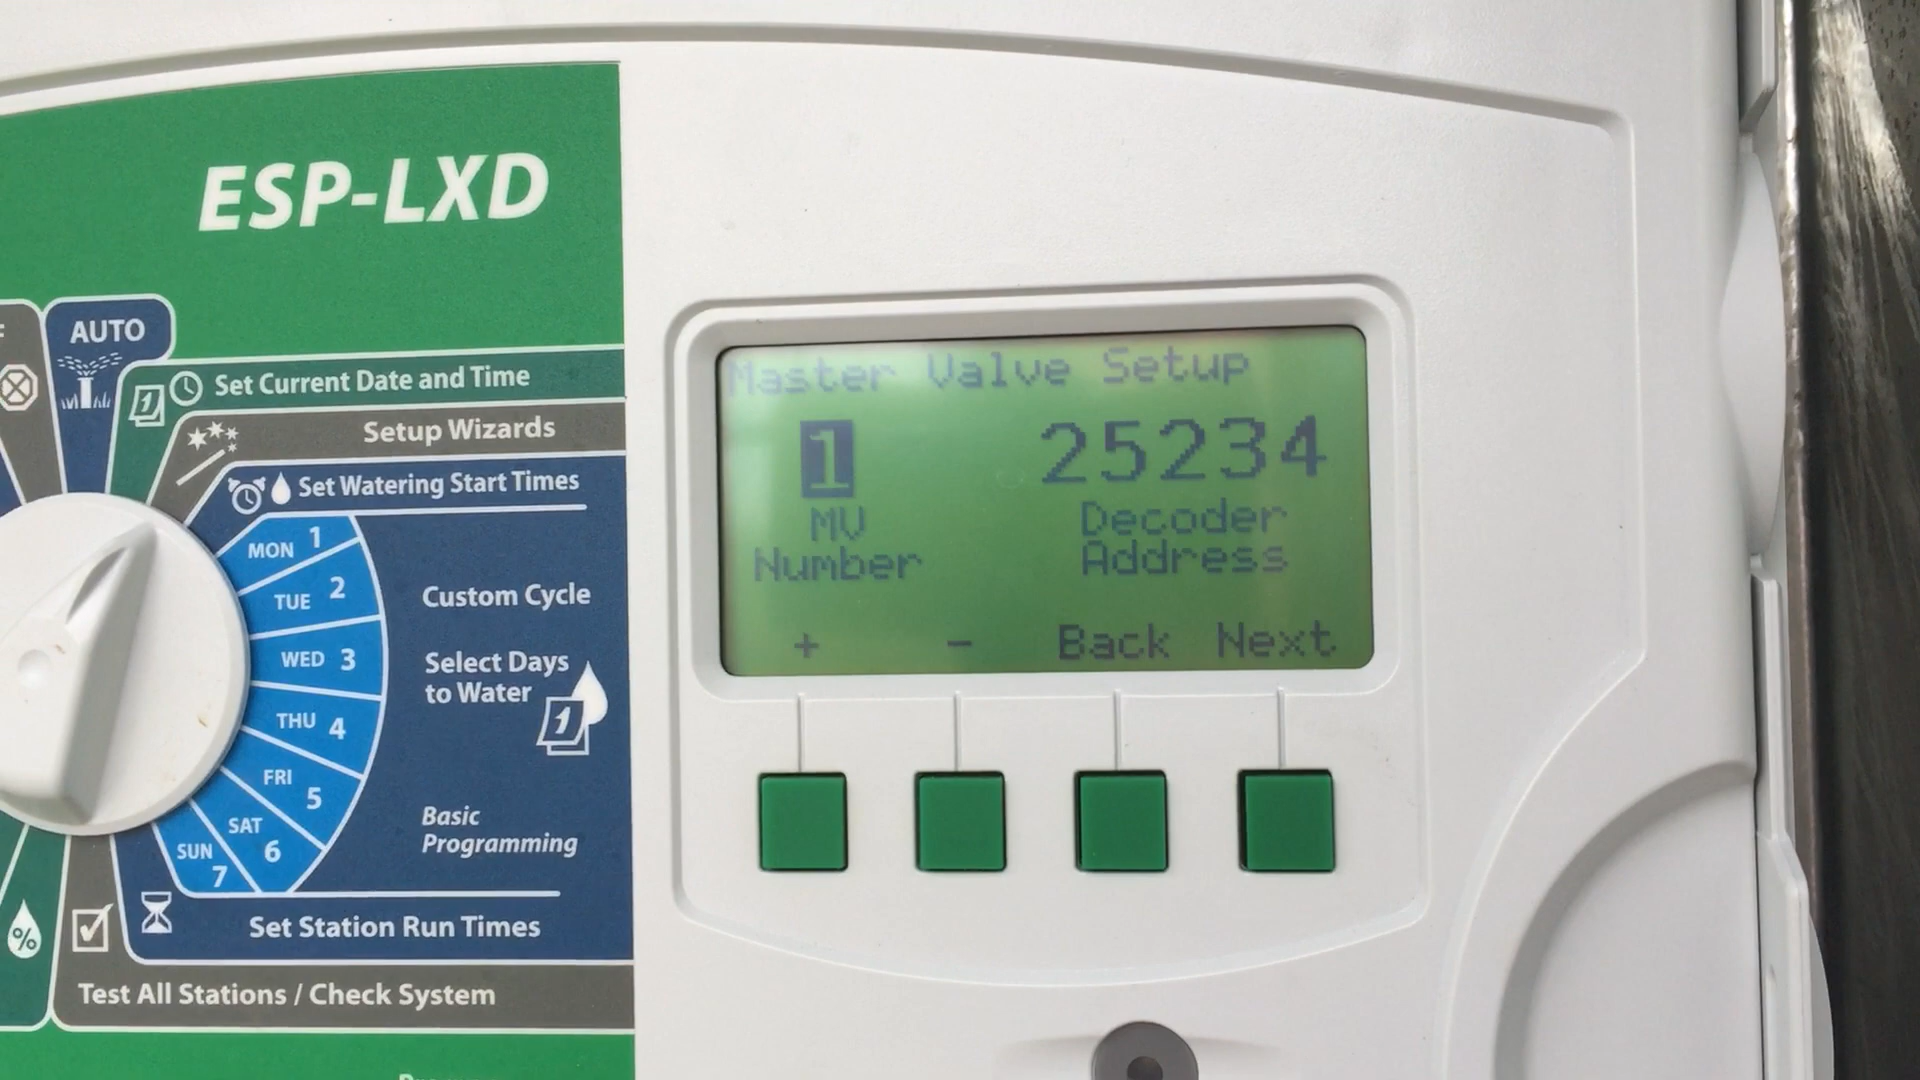 ESP-LXD
AUTO
Set Current Date and Time
Setup Wizards
Set Watering Start Times
MON 1
TUE 2
WED 3
THU 4
FRI 5
SAT 6
SUN 7
Custom Cycle
Select Days
to Water
1
Basic
Programming
Set Station Run Times
%
Test All Stations / Check System
Master Valve Setup
1 25234
MV Decoder
Number Address
+ - Back Next